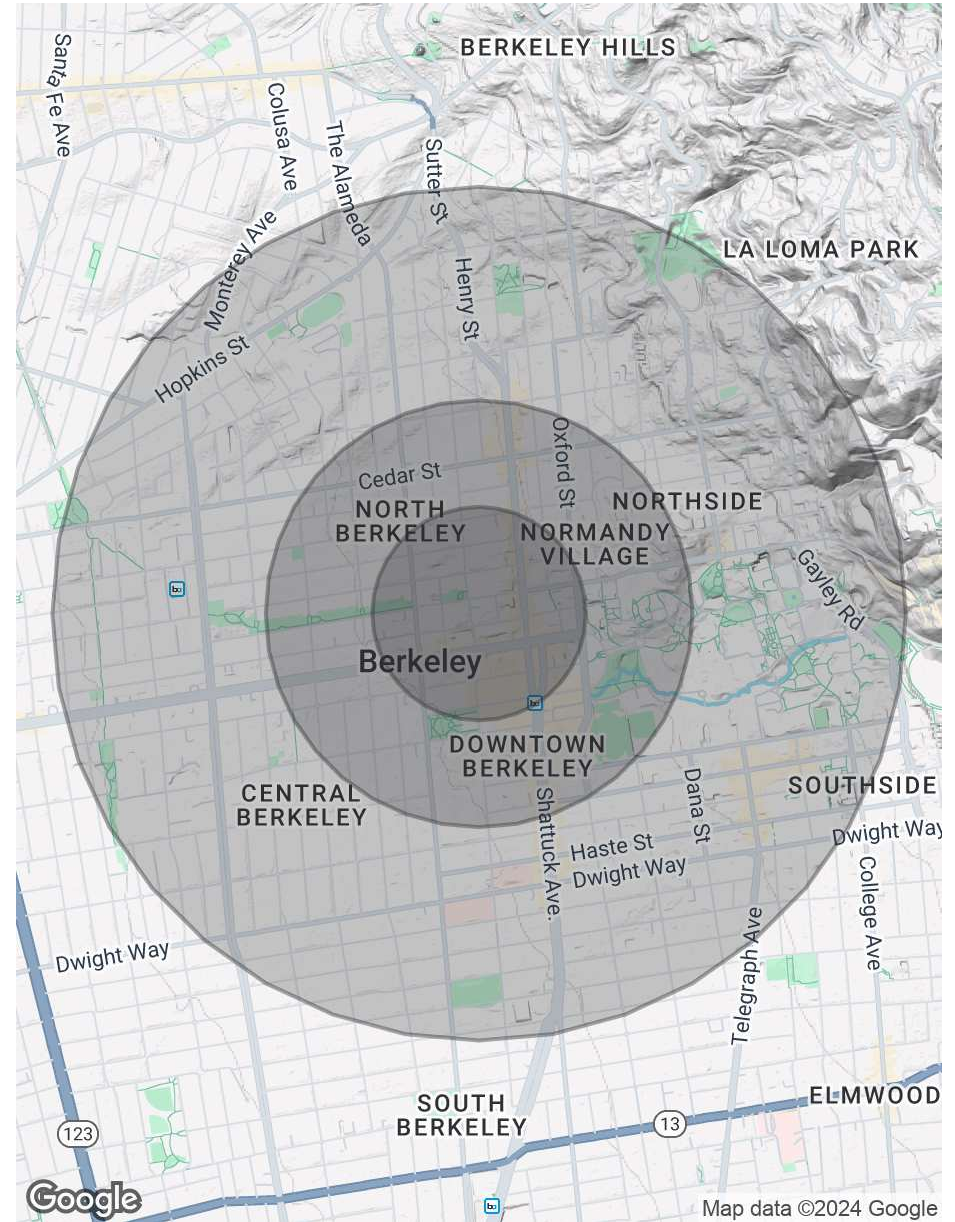 BERKELEY HILLS
Santa Fe Ave
Colusa Ave
The Alameda
Sutter St
Monterey Ave
LA LOMA PARK
Henry St
Hopkins St
Oxford St
Cedar St
NORTH
BERKELEY
NORTHSIDE
NORMANDY
VILLAGE
Gayley Rd
Berkeley
DOWNTOWN
BERKELEY
CENTRAL
BERKELEY
SOUTHSIDE
Dana St
Shattuck Ave.
Haste St
Dwight Way
Dwight Way
College Ave
Dwight Way
Telegraph Ave
SOUTH
BERKELEY
ELMWOOD
123
13
Google
Map data ©2024 Google